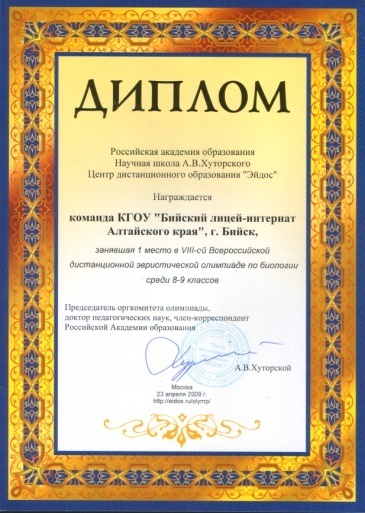 ДИПЛОМ
Российская академия образования
Научная школа А.В.Хуторского
Центр дистанционного образования "Эйдос"
Награждается
команда КГОУ "Бийский лицей-интернат
Алтайского края", г. Бийск,
занявшая 1 место в VIII-ей Всероссийской
дистанционной эвристической олимпиаде по биологии
среди 8-9 классов
Председатель оргкомитета олимпиады,
доктор педагогических наук, член-корреспондент
Российской Академии образования
А.В.Хуторской
Москва
23 апреля 2009 г.
http://eidos.ru/olymp/